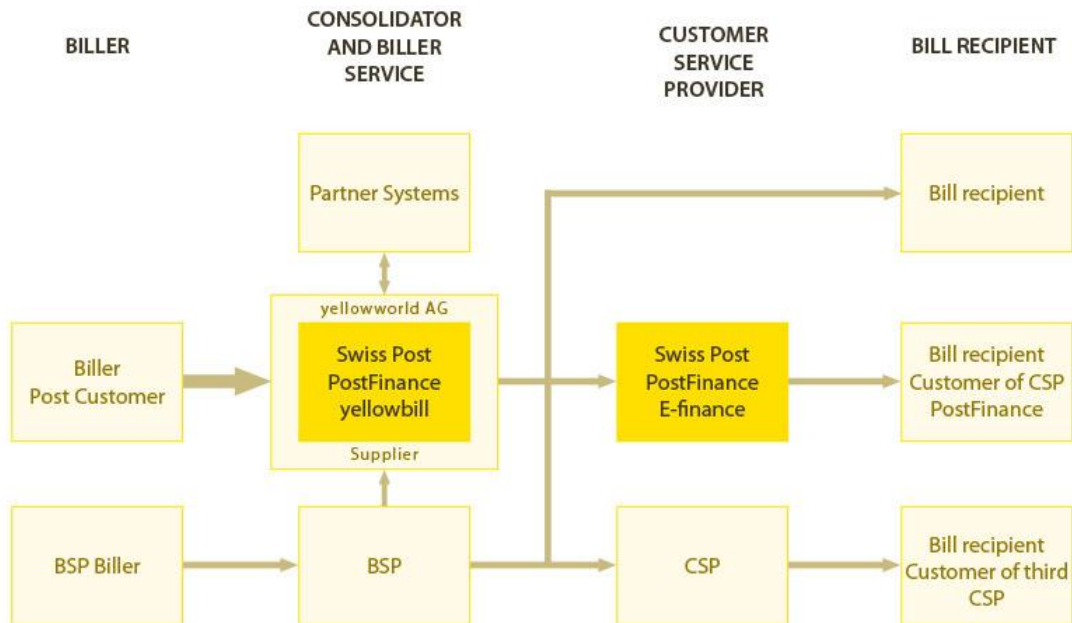 BILLER
CONSOLIDATOR
AND BILLER
SERVICE
CUSTOMER
SERVICE
PROVIDER
BILL RECIPIENT
Partner Systems
Bill recipient
yellowworld AG
Biller
Post Customer
Swiss Post
PostFinance
yellowbill
Swiss Post
PostFinance
E-finance
Bill recipient
Customer of CSP
PostFinance
Supplier
BSP Biller
BSP
CSP
Bill recipient
Customer of third
CSP